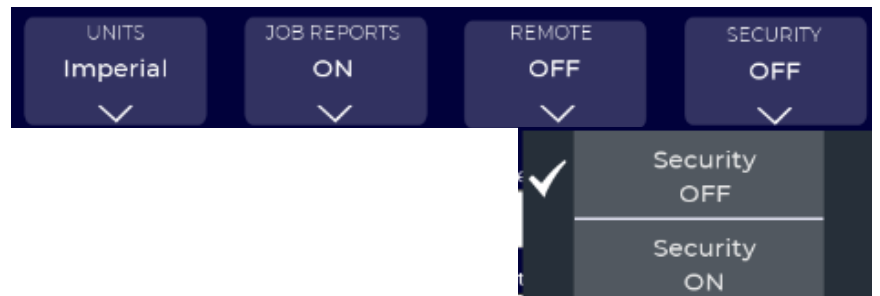 UNITS
Imperial
JOB REPORTS
ON
REMOTE
OFF
SECURITY
OFF
Security
OFF
Security
ON